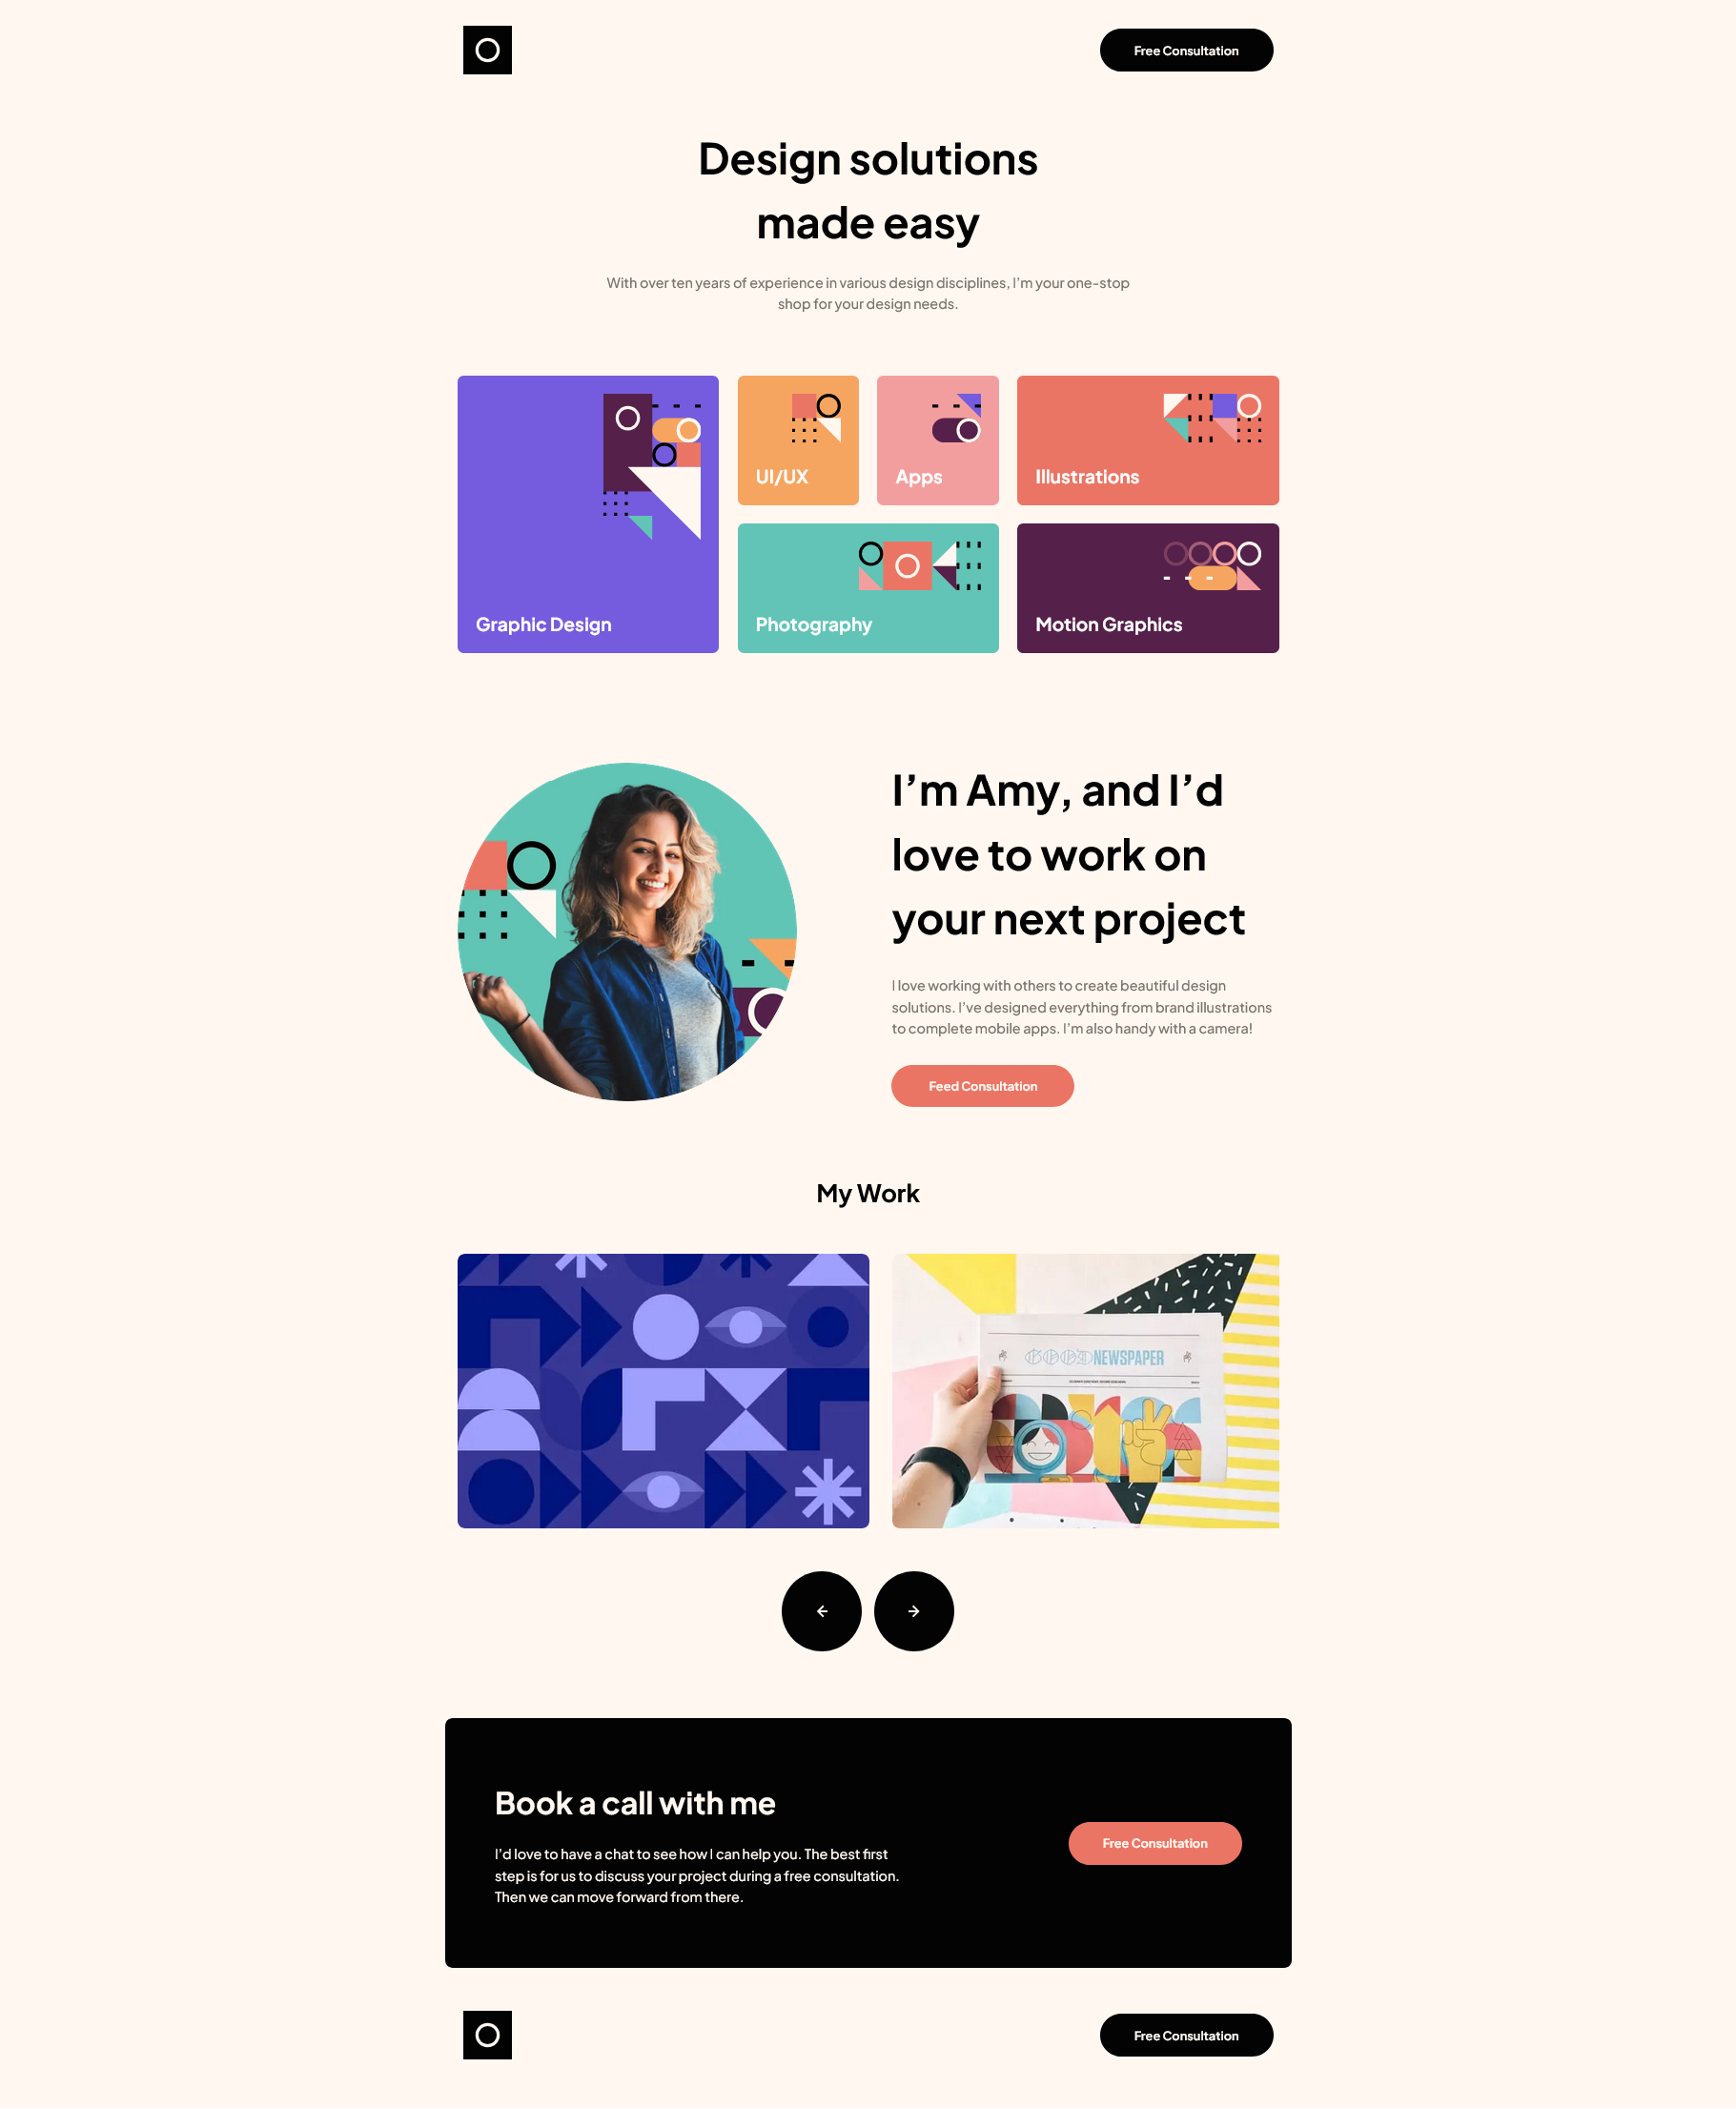 Free Consultation
Design solutions
made easy
With over ten years of experience in various design disciplines, I’m your one-stop
shop for your design needs.
Graphic Design
UI/UX
Apps
Illustrations
Photography
Motion Graphics
I’m Amy, and I’d
love to work on
your next project
I love working with others to create beautiful design
solutions. I’ve designed everything from brand illustrations
to complete mobile apps. I’m also handy with a camera!
Feed Consultation
My Work
GOOD NEWSPAPER
Book a call with me
I’d love to have a chat to see how I can help you. The best first
step is for us to discuss your project during a free consultation.
Then we can move forward from there.
Free Consultation
Free Consultation